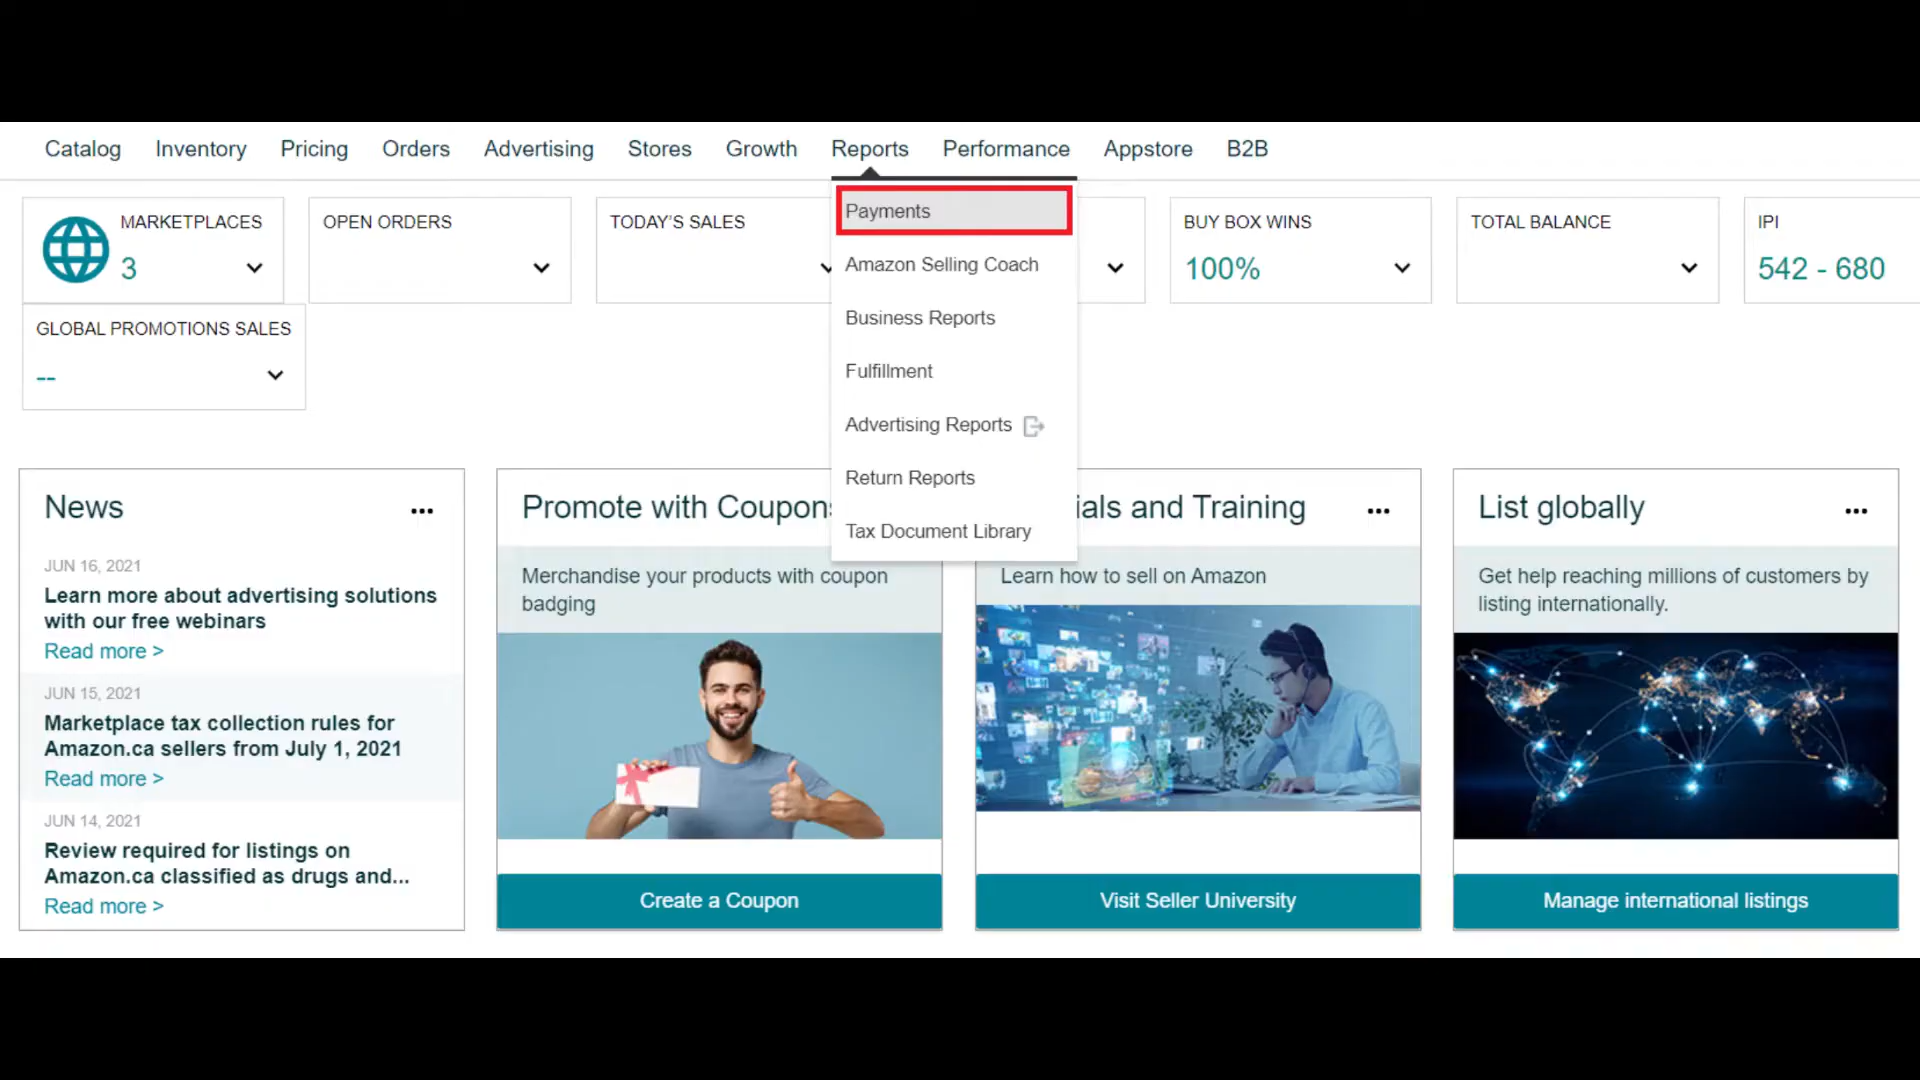 Catalog Inventory Pricing Orders Advertising Stores Growth Reports Performance Appstore B2B
MARKETPLACES
3
OPEN ORDERS
TODAY'S SALES
BUY BOX WINS
100%
TOTAL BALANCE
IPI
542 - 680
GLOBAL PROMOTIONS SALES
--
Payments
Amazon Selling Coach
Business Reports
Fulfillment
Advertising Reports
Return Reports
Tax Document Library
News
JUN 16, 2021
Learn more about advertising solutions
with our free webinars
Read more >
JUN 15, 2021
Marketplace tax collection rules for
Amazon.ca sellers from July 1, 2021
Read more >
JUN 14, 2021
Review required for listings on
Amazon.ca classified as drugs and...
Read more >
Promote with Coupons
Merchandise your products with coupon
badging
Create a Coupon
ials and Training
Learn how to sell on Amazon
Visit Seller University
List globally
Get help reaching millions of customers by
listing internationally.
Manage international listings